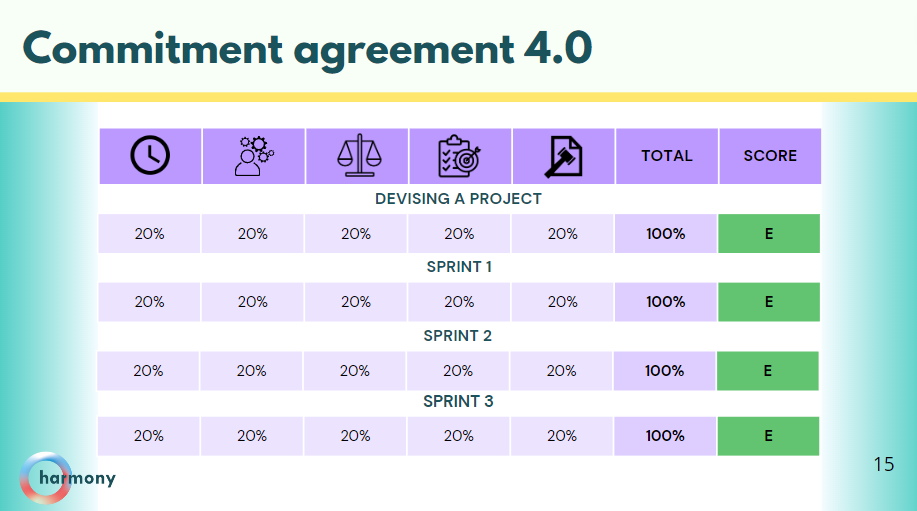 Commitment agreement 4.0
TOTAL SCORE
DEVISING A PROJECT
20% 20% 20% 20% 20% 100% E
SPRINT 1
20% 20% 20% 20% 20% 100% E
SPRINT 2
20% 20% 20% 20% 20% 100% E
SPRINT 3
20% 20% 20% 20% 20% 100% E
harmony
15